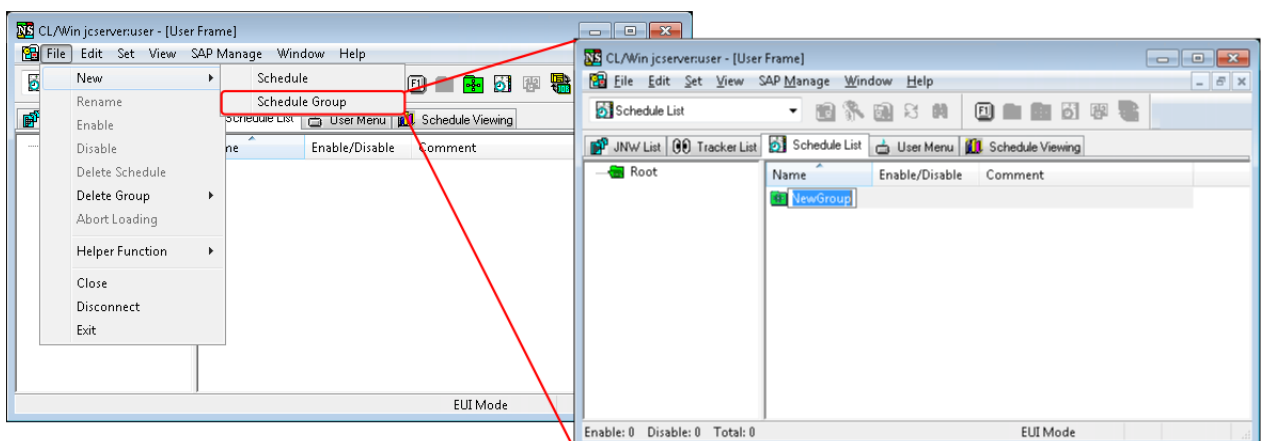 CL/Win jcserver:user - [User Frame]
File Edit Set View SAP Manage Window Help
New
Schedule
Rename
Schedule Group
Enable
Schedule List User Menu Schedule Viewing
Disable
me Enable/Disable Comment
Delete Schedule
Delete Group
Abort Loading
Helper Function
Close
Disconnect
Exit
EUI Mode
CL/Win jcserver:user - [User Frame]
File Edit Set View SAP Manage Window Help
Schedule List
JNW List Tracker List Schedule List User Menu Schedule Viewing
Root
Name Enable/Disable Comment
NewGroup
Enable: 0 Disable: 0 Total: 0 EUI Mode